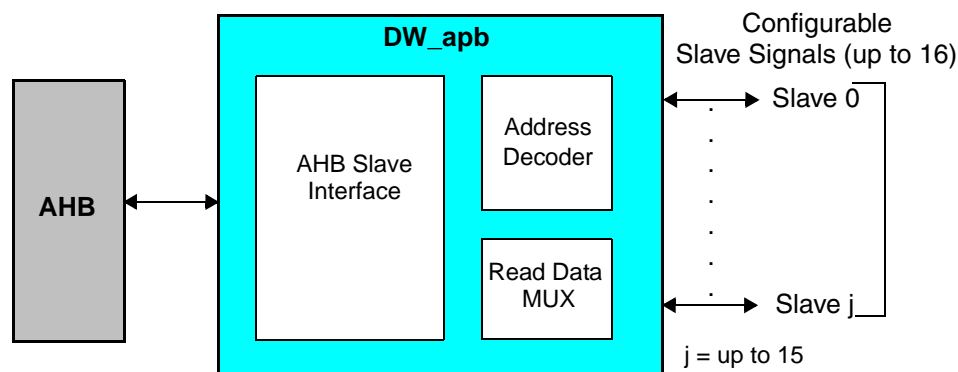 DW_apb
Configurable
Slave Signals (up to 16)
AHB
AHB Slave
Interface
Address
Decoder
Read Data
MUX
Slave 0
Slave j
j = up to 15